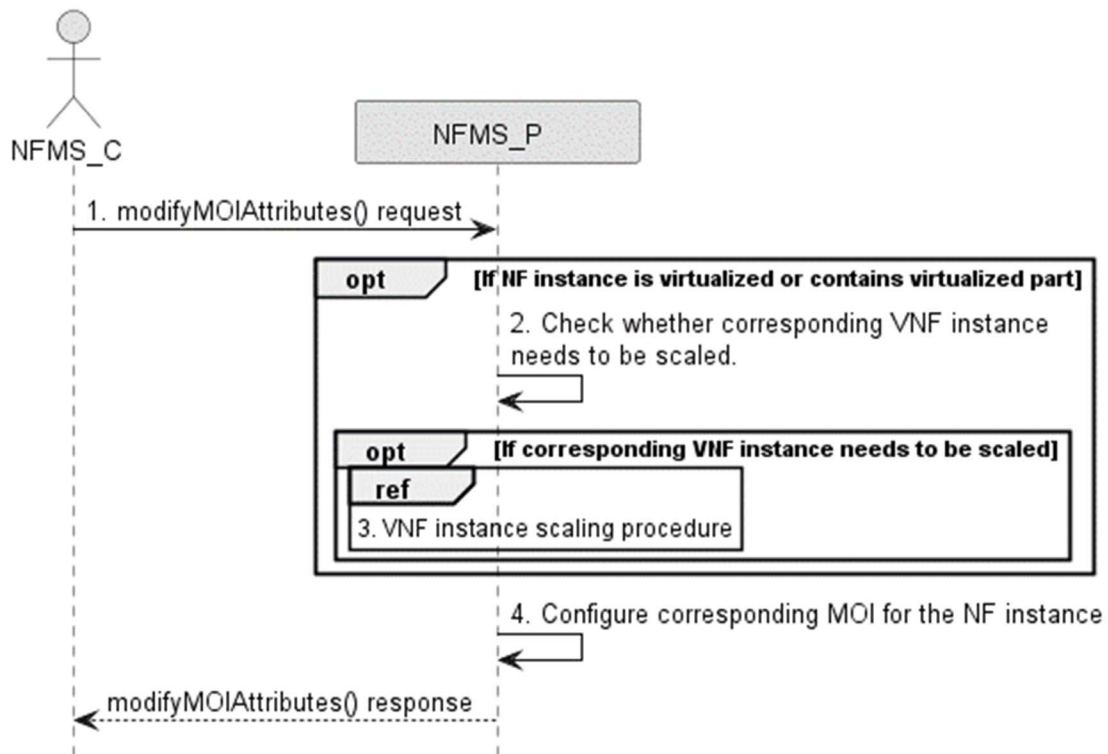 NFMS_C
NFMS_P
1. modifyMOIAttributes() request
opt [If NF instance is virtualized or contains virtualized part]
2. Check whether corresponding VNF instance
needs to be scaled.
opt [If corresponding VNF instance needs to be scaled]
ref
3. VNF instance scaling procedure
4. Configure corresponding MOI for the NF instance
modifyMOIAttributes() response